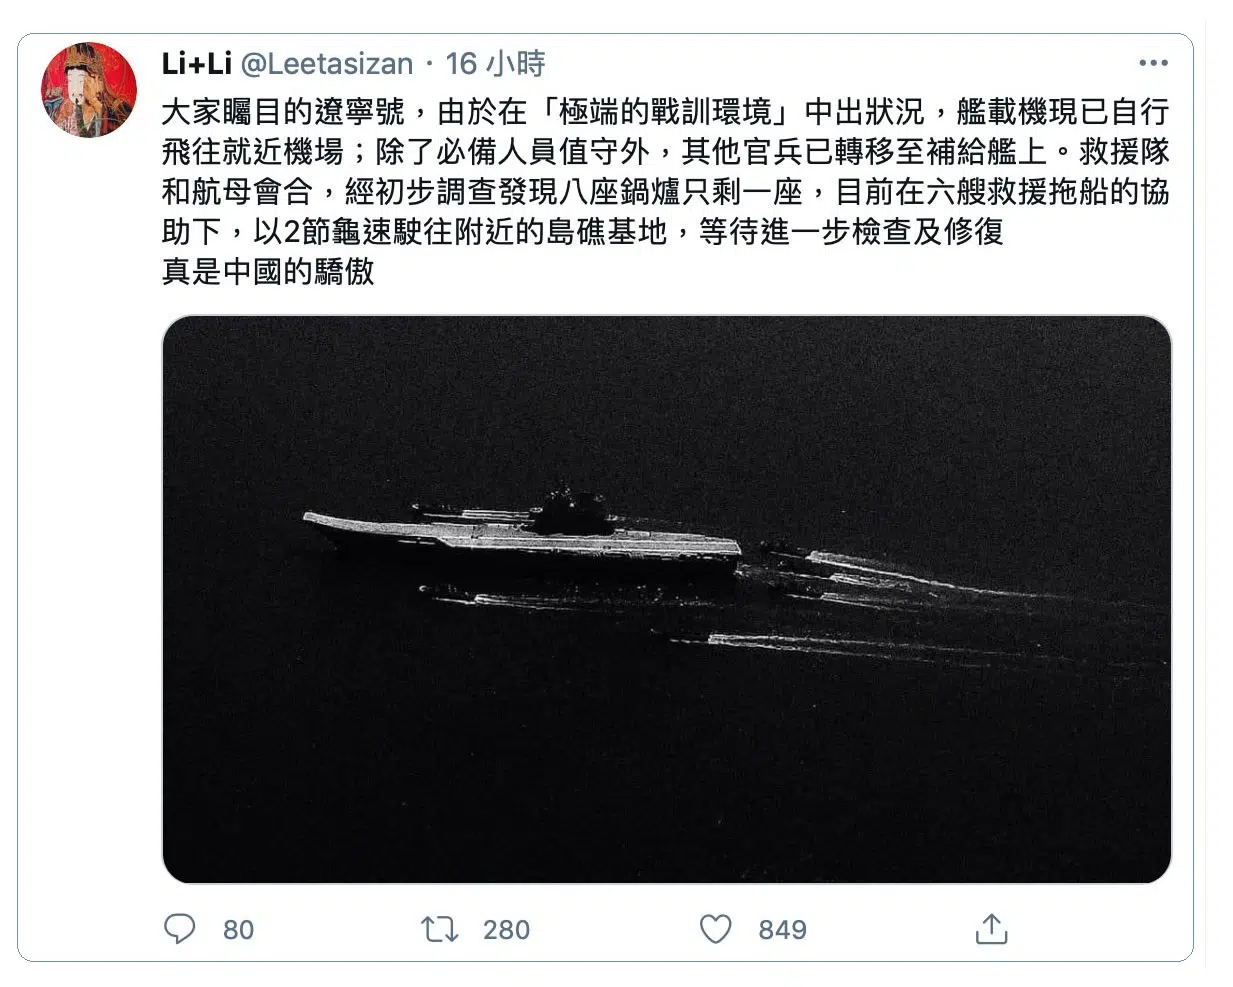 Li+Li @Leetasizan · 16 小時
大家矚目的遼寧號，由於在「極端的戰訓環境」中出狀況，艦載機現已自行
飛往就近機場；除了必備人員值守外，其他官兵已轉移至補給艦上。救援隊
和航母會合，經初步調查發現八座鍋爐只剩一座，目前在六艘救援拖船的協
助下，以2節龜速駛往附近的島礁基地，等待進一步檢查及修復
真是中國的驕傲
80 280 849